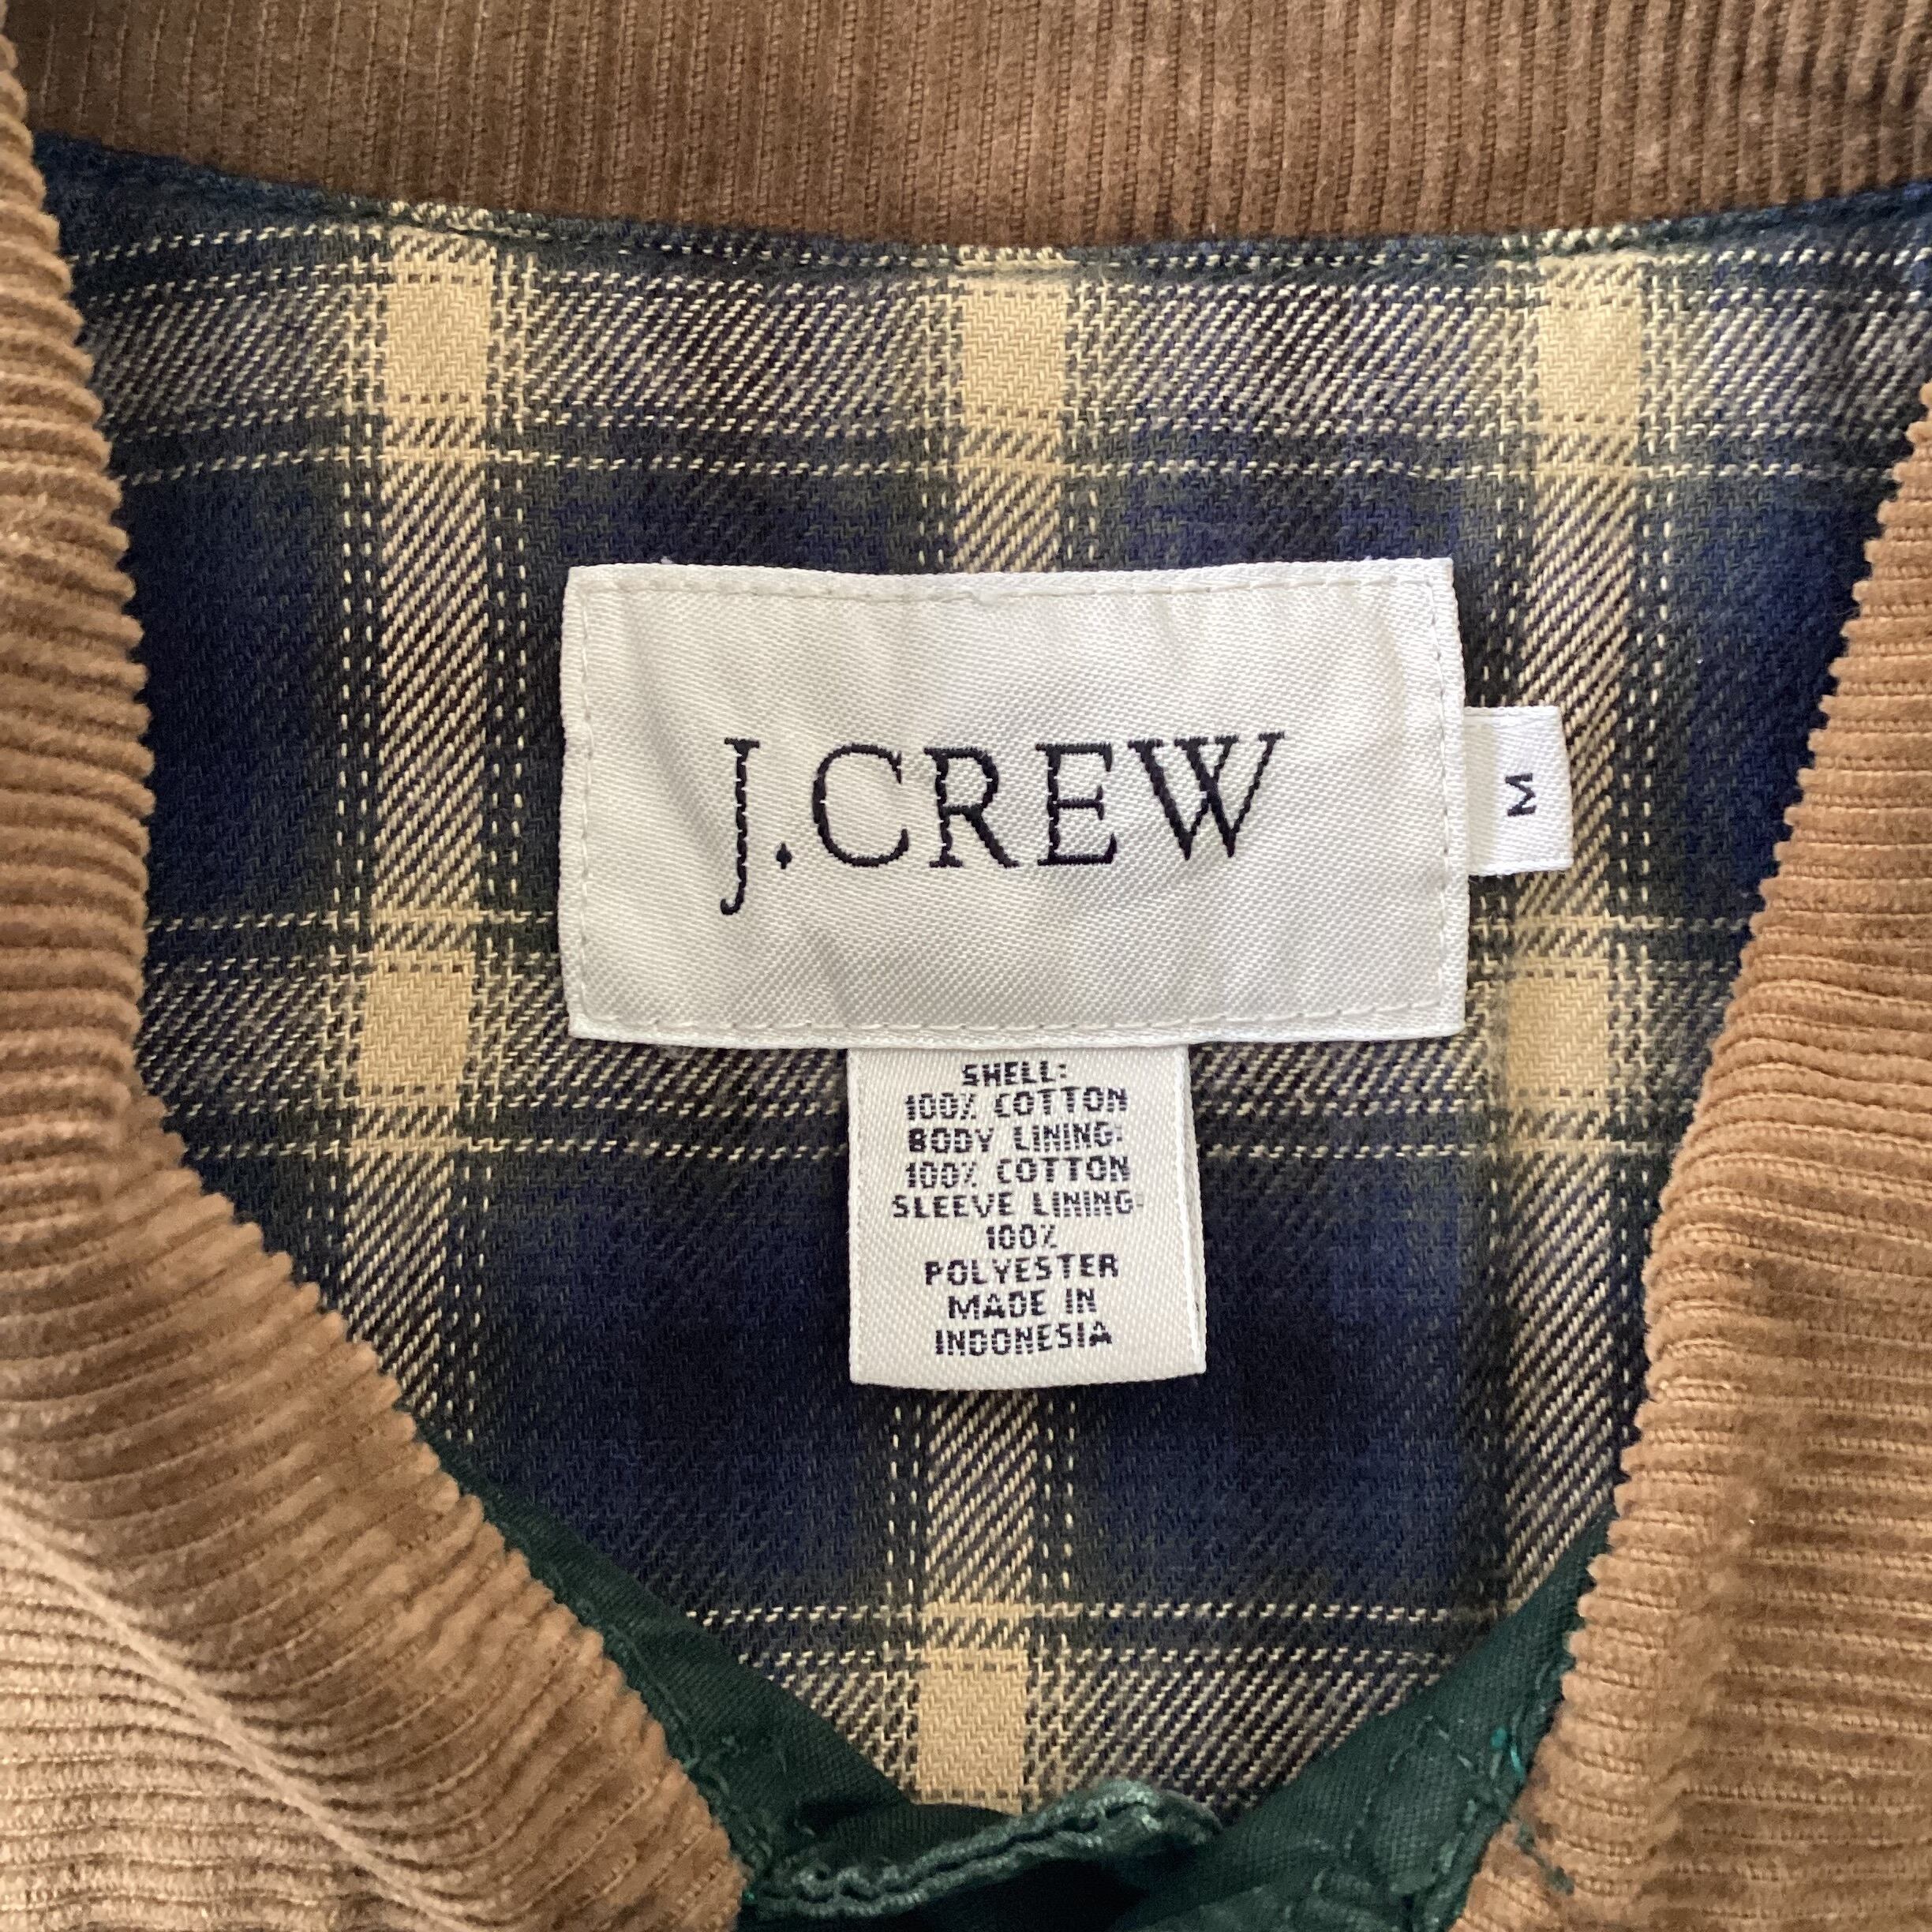 J.CREW
M
SHELL:
100% COTTON
BODY LINING:
100% COTTON
SLEEVE LINING:
100%
POLYESTER
MADE IN
INDONESIA